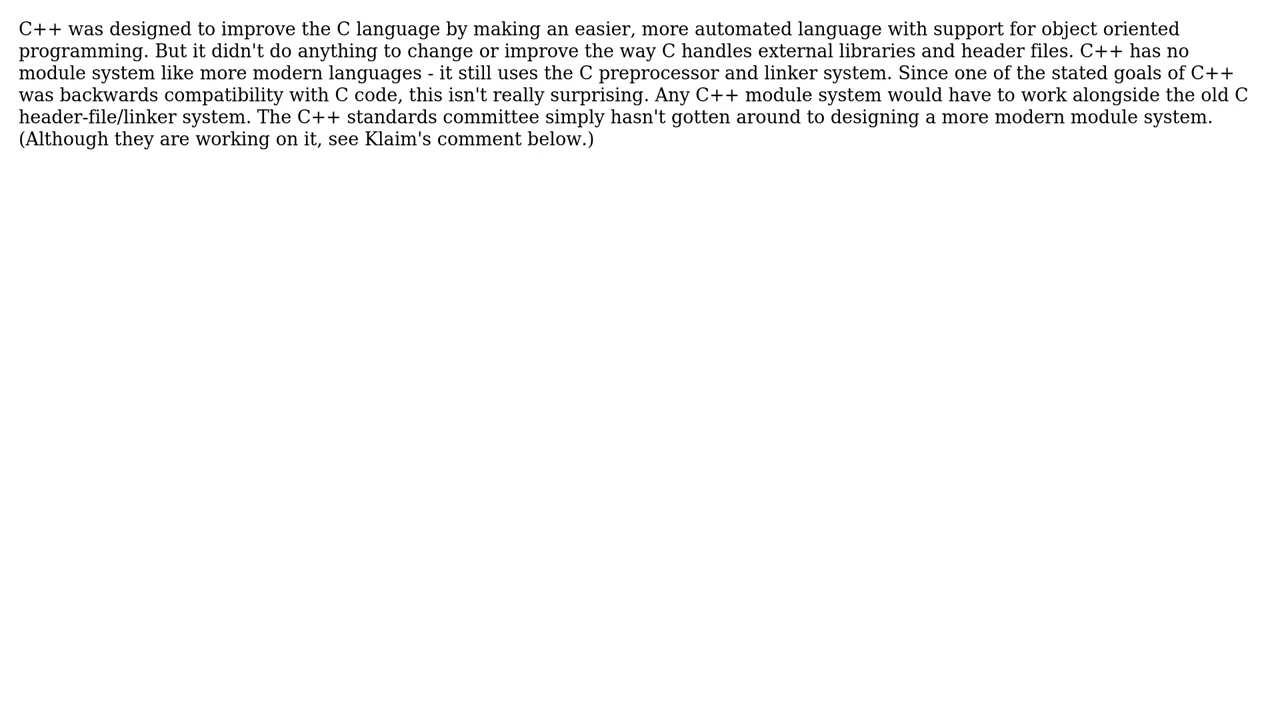 C++ was designed to improve the C language by making an easier, more automated language with support for object oriented
programming. But it didn't do anything to change or improve the way C handles external libraries and header files. C++ has no
module system like more modern languages - it still uses the C preprocessor and linker system. Since one of the stated goals of C++
was backwards compatibility with C code, this isn't really surprising. Any C++ module system would have to work alongside the old C
header-file/linker system. The C++ standards committee simply hasn't gotten around to designing a more modern module system.
(Although they are working on it, see Klaim's comment below.)